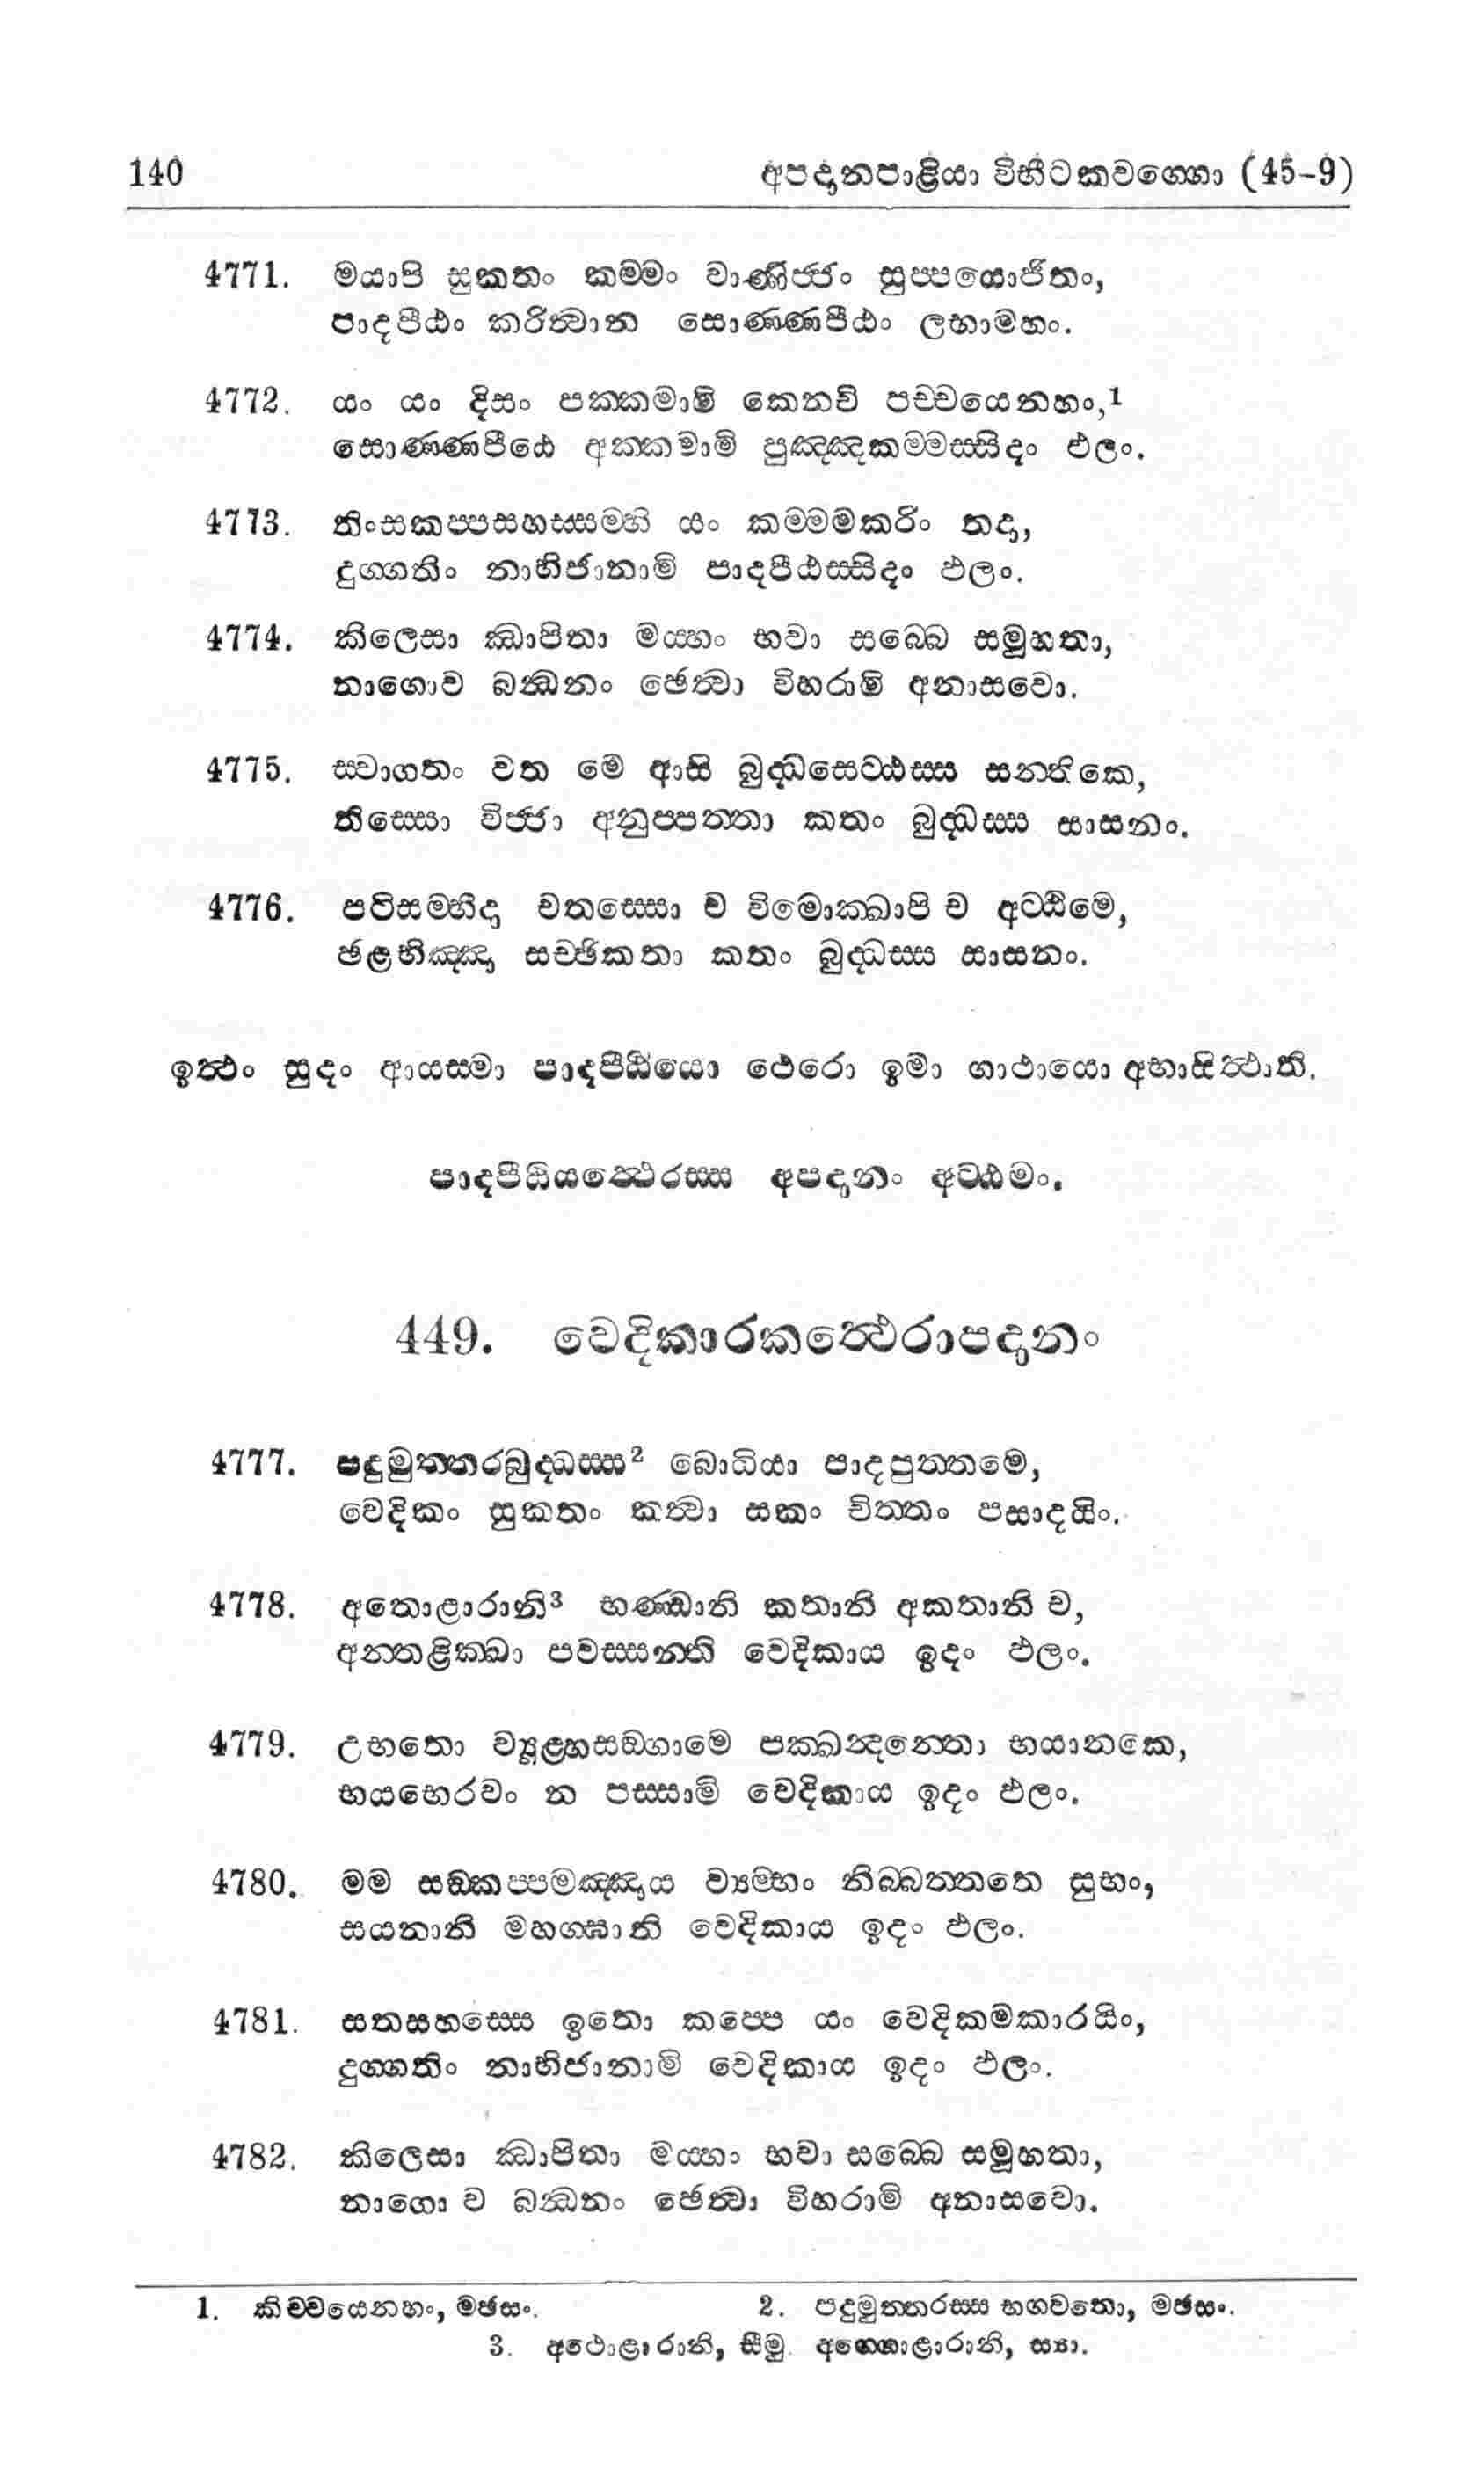 140 අපදානපාළියා විභීටකවග්ගො (45-9)
4771. මයාපි සුකතං කම්මං වාණිජ්ජං සුප්පයොජිතං,
පාදපීඨං කරිත්වාන සොණ්ණපීඨං ලභාමහං.
4772. යං යං දිසං පක්කමාමි කෙනචි පච්චයෙනහං,¹
සොණ්ණපීඨෙ අක්කමාමි පුඤ්ඤකම්මස්සිදං ඵලං.
4773. තිංසකප්පසහස්සම්හි යං කම්මමකරිං තදා,
දුග්ගතිං නාභිජානාමි පාදපීඨස්සිදං ඵලං.
4774. කිලෙසා ඣාපිතා මය්හං භවා සබ්බෙ සමූහතා,
නාගොව බන්ධනං ඡෙත්වා විහරාමි අනාසවො.
4775. ස්වාගතං වත මෙ ආසි බුද්ධසෙට්ඨස්ස සන්තිකෙ,
තිස්සො විජ්ජා අනුප්පත්තා කතං බුද්ධස්ස සාසනං.
4776. පටිසම්භිදා චතස්සො ච විමොක්ඛාපි ච අට්ඨිමෙ,
ඡළභිඤ්ඤා සච්ඡිකතා කතං බුද්ධස්ස සාසනං.
ඉත්ථං සුදං ආයස්මා පාදපීඨියො ථෙරො ඉමා ගාථායො අභාසිත්ථාති.
පාදපීඨියත්ථෙරස්ස අපදානං අට්ඨමං.
449. වෙදිකාරකත්ථෙරාපදානං
4777. පදුමුත්තරබුද්ධස්ස² බොධියා පාදපුත්තමෙ,
වෙදිකං සුකතං කත්වා සකං චිත්තං පසාදයිං.
4778. අතොළාරානි³ භණ්ඩානි කතානි අකතානි ච,
අන්තළික්ඛා පවස්සන්ති වෙදිකාය ඉදං ඵලං.
4779. උභතො ව්‍යූළ්හසඞ්ගාමෙ පක්ඛන්දන්තො භයානකෙ,
භයභෙරවං න පස්සාමි වෙදිකාය ඉදං ඵලං.
4780. මම සඞ්කප්පමඤ්ඤාය ව්‍යම්හං නිබ්බත්තතෙ සුභං,
සයනානි මහග්ඝානි වෙදිකාය ඉදං ඵලං.
4781. සතසහස්සෙ ඉතො කප්පෙ යං වෙදිකමකාරයිං,
දුග්ගතිං නාභිජානාමි වෙදිකාය ඉදං ඵලං.
4782. කිලෙසා ඣාපිතා මය්හං භවා සබ්බෙ සමූහතා,
නාගො ව බන්ධනං ඡෙත්වා විහරාමි අනාසවො.
1. කිච්චයෙනහං, මඡසං. 2. පදුමුත්තරස්ස භගවතො, මඡසං.
3. අථොළාරානි, සීමු. අග්ගොළාරානි, ස්‍යා.